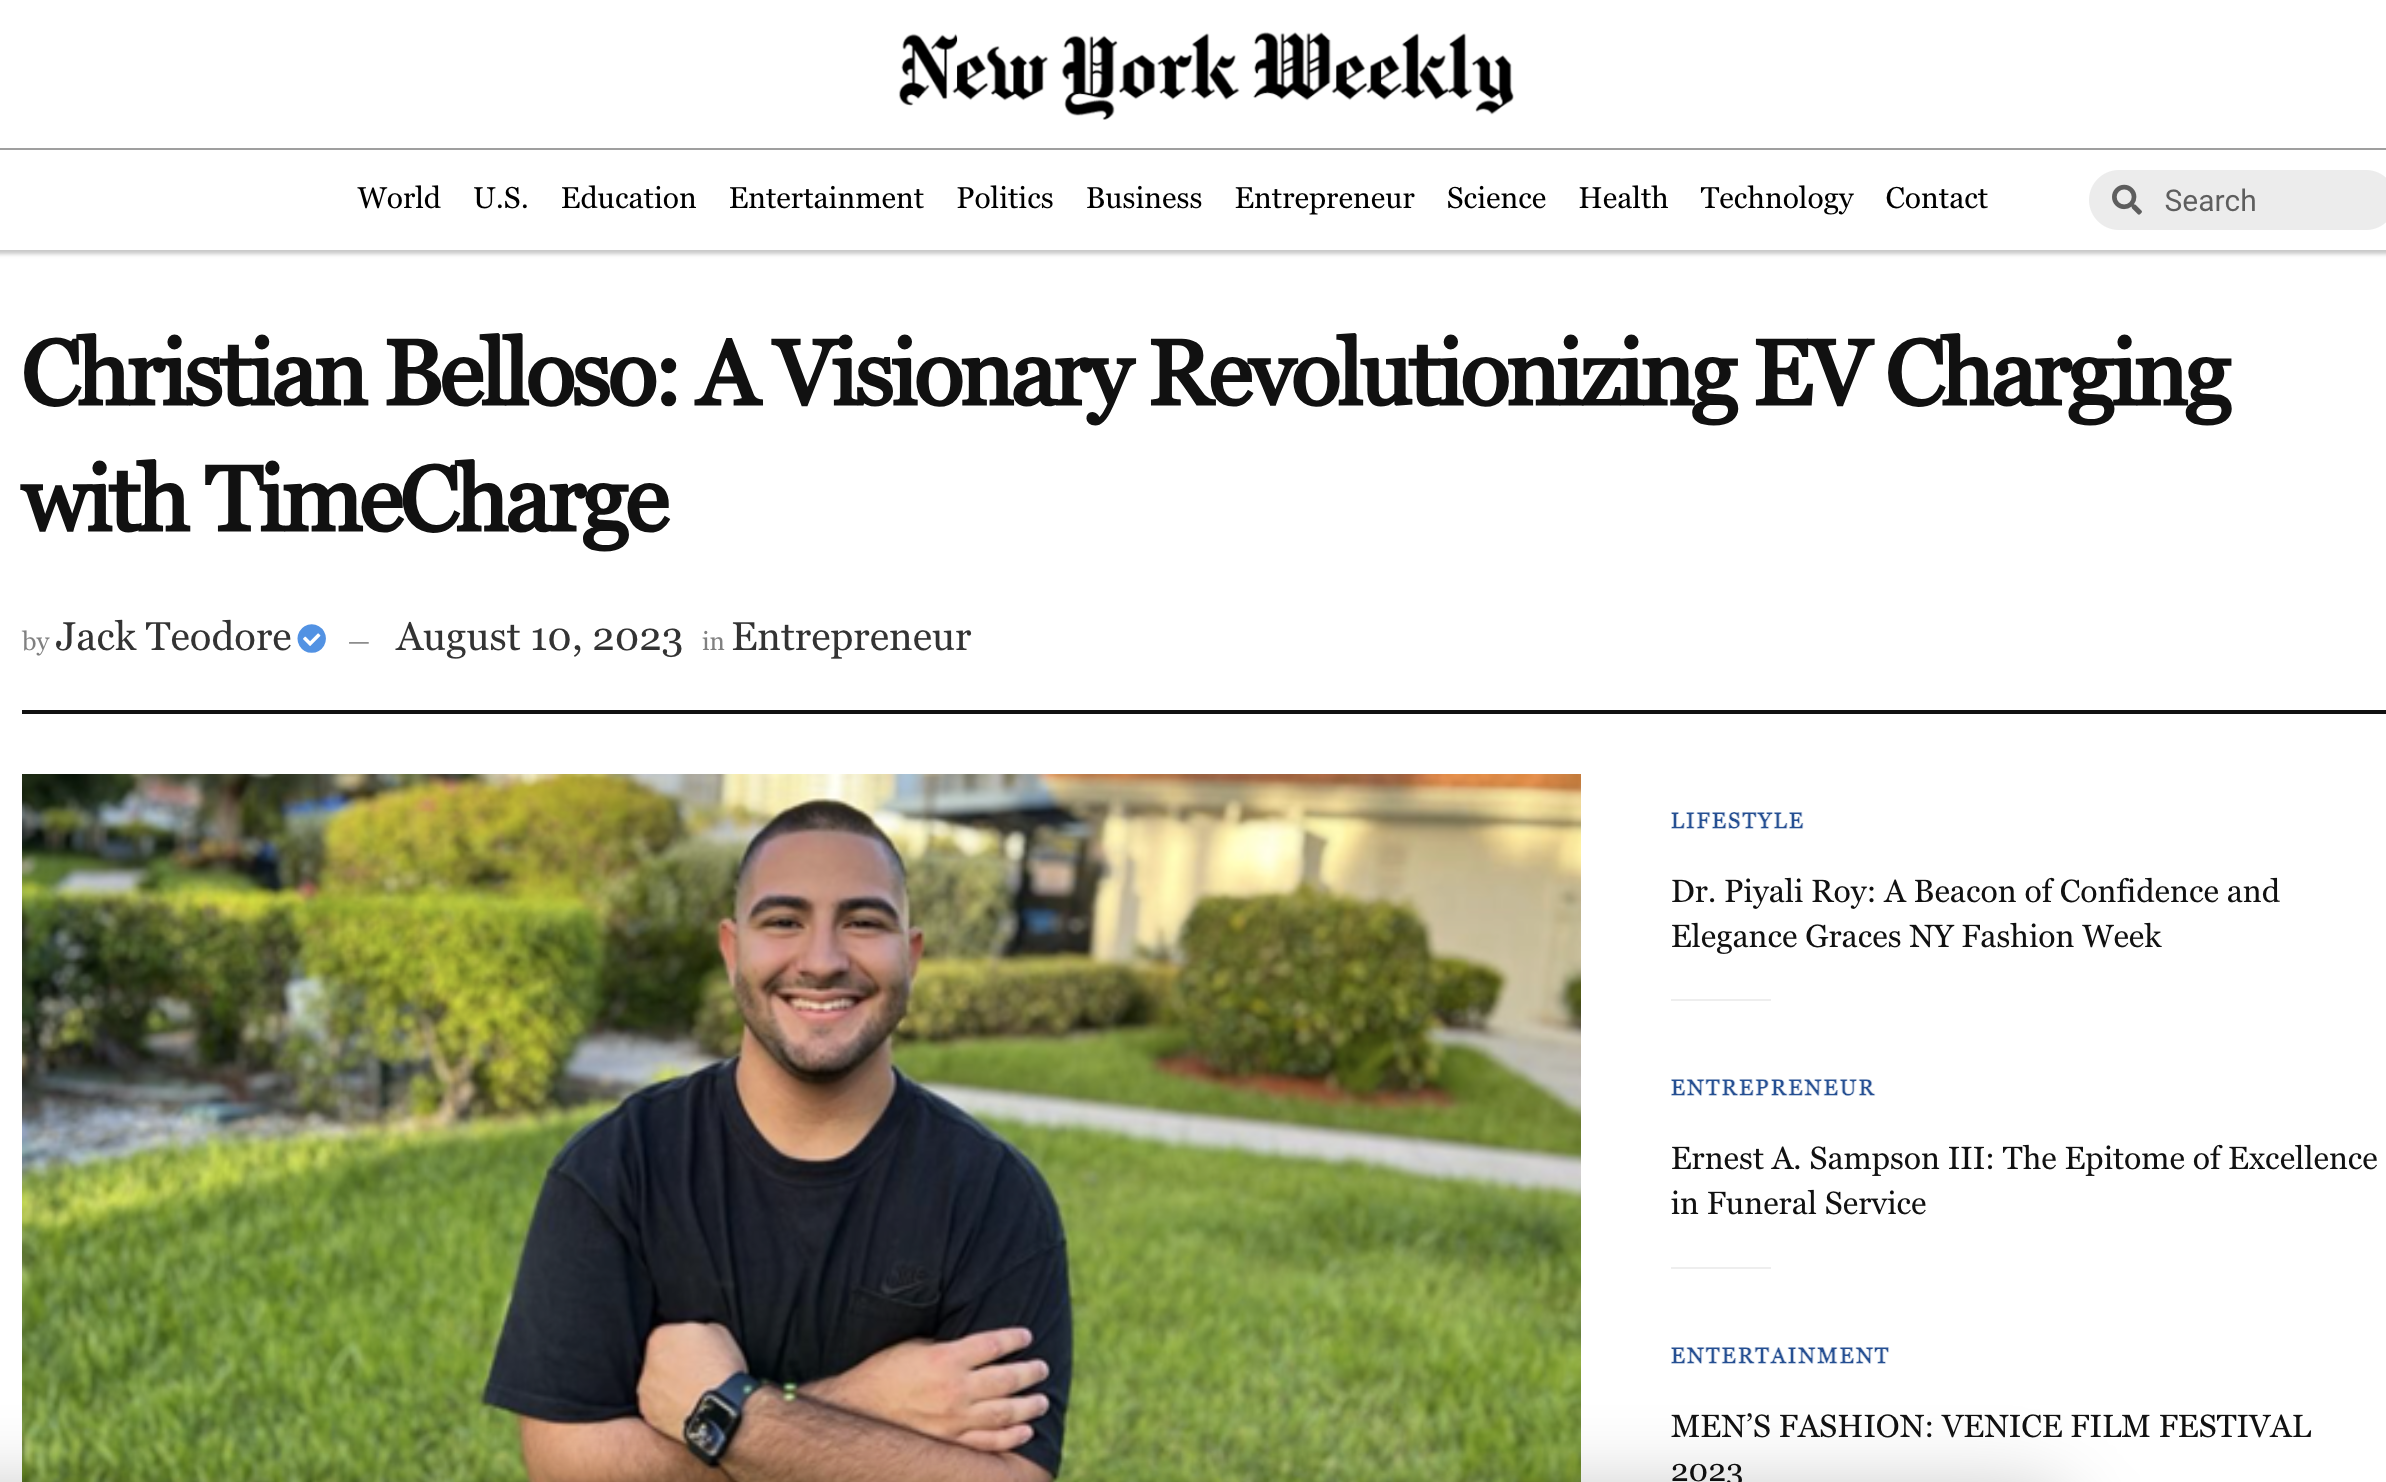 New York Weekly
World U.S. Education Entertainment Politics Business Entrepreneur Science Health Technology Contact Search
Christian Belloso: A Visionary Revolutionizing EV Charging
with TimeCharge
by Jack Teodore — August 10, 2023 in Entrepreneur
LIFESTYLE
Dr. Piyali Roy: A Beacon of Confidence and
Elegance Graces NY Fashion Week
ENTREPRENEUR
Ernest A. Sampson III: The Epitome of Excellence
in Funeral Service
ENTERTAINMENT
MEN’S FASHION: VENICE FILM FESTIVAL
2023